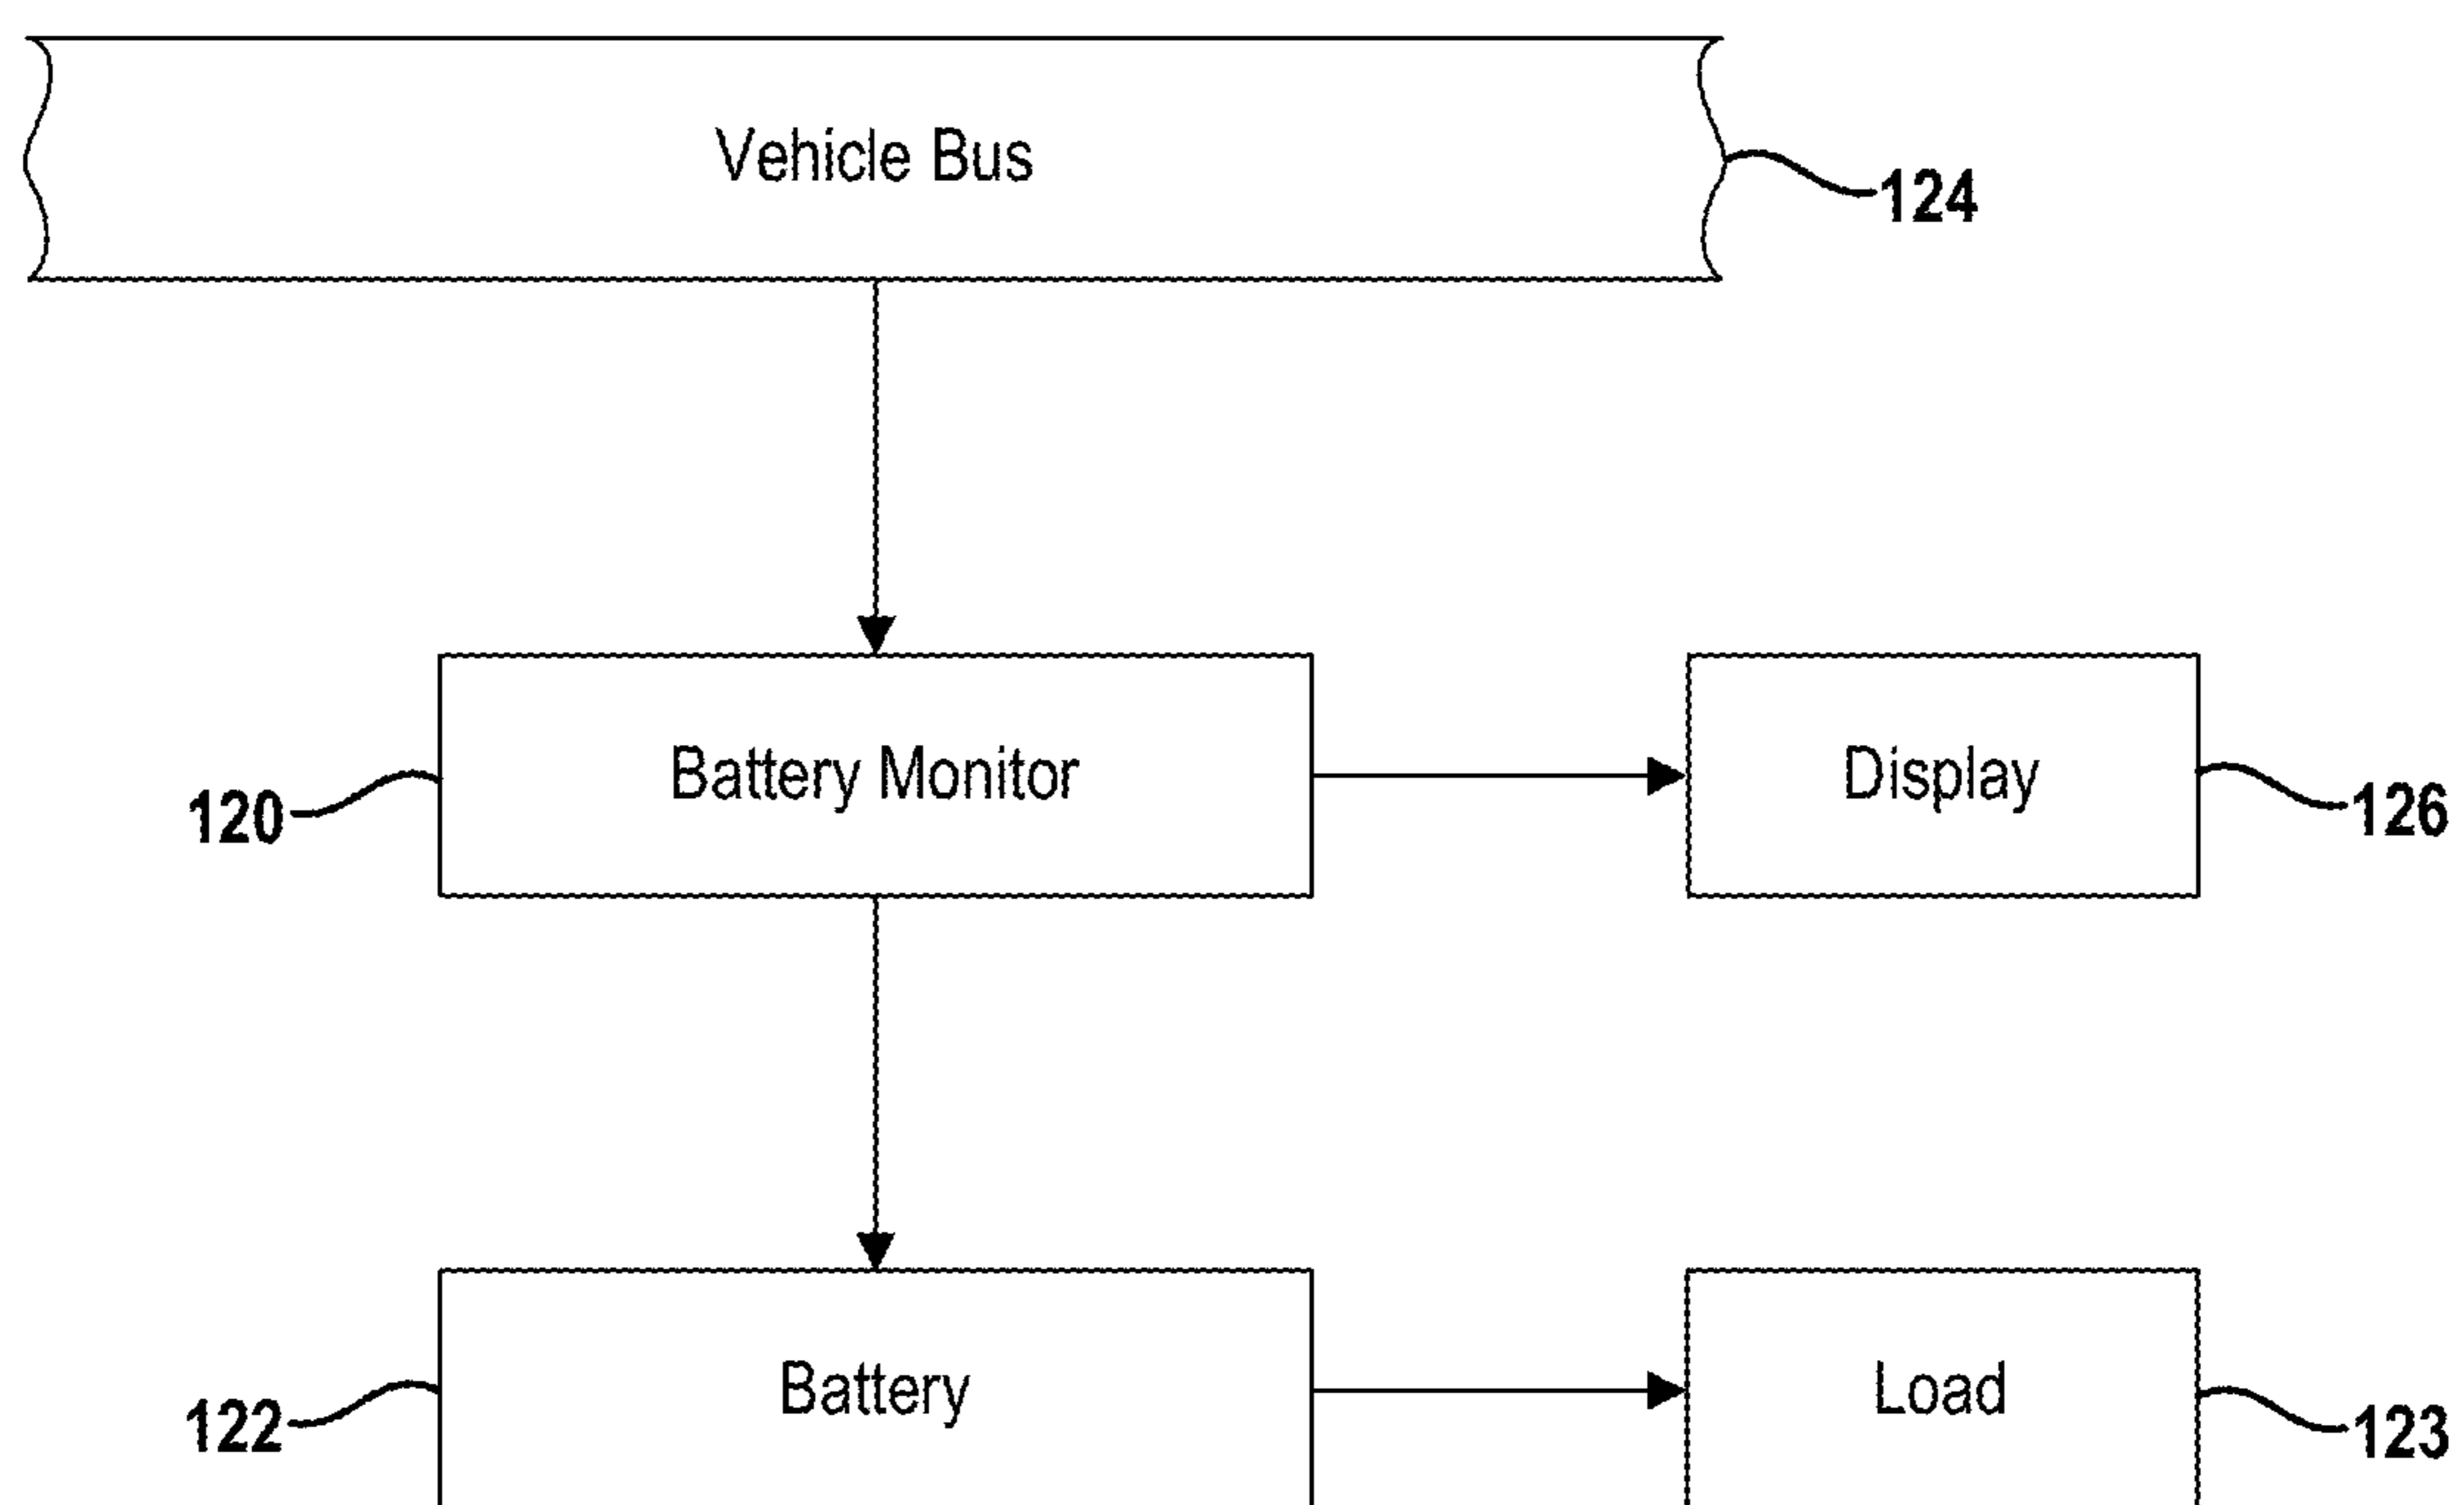 Vehicle Bus
124
Battery Monitor
Display
120
126
Battery
Load
122
123